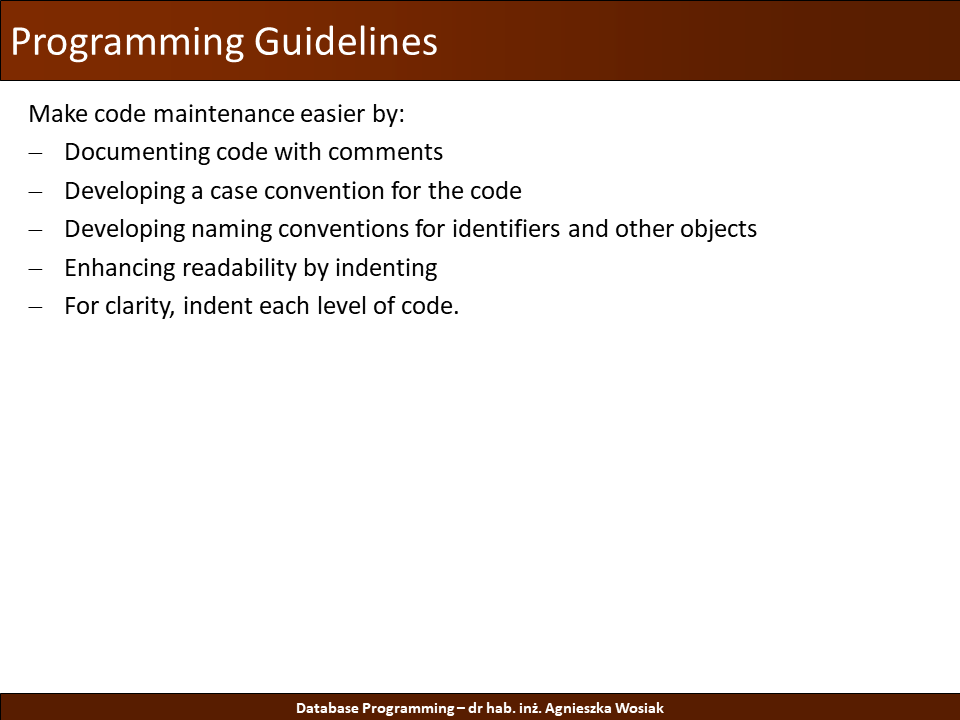 Programming Guidelines
Make code maintenance easier by:
– Documenting code with comments
– Developing a case convention for the code
– Developing naming conventions for identifiers and other objects
– Enhancing readability by indenting
– For clarity, indent each level of code.
Database Programming – dr hab. inż. Agnieszka Wosiak